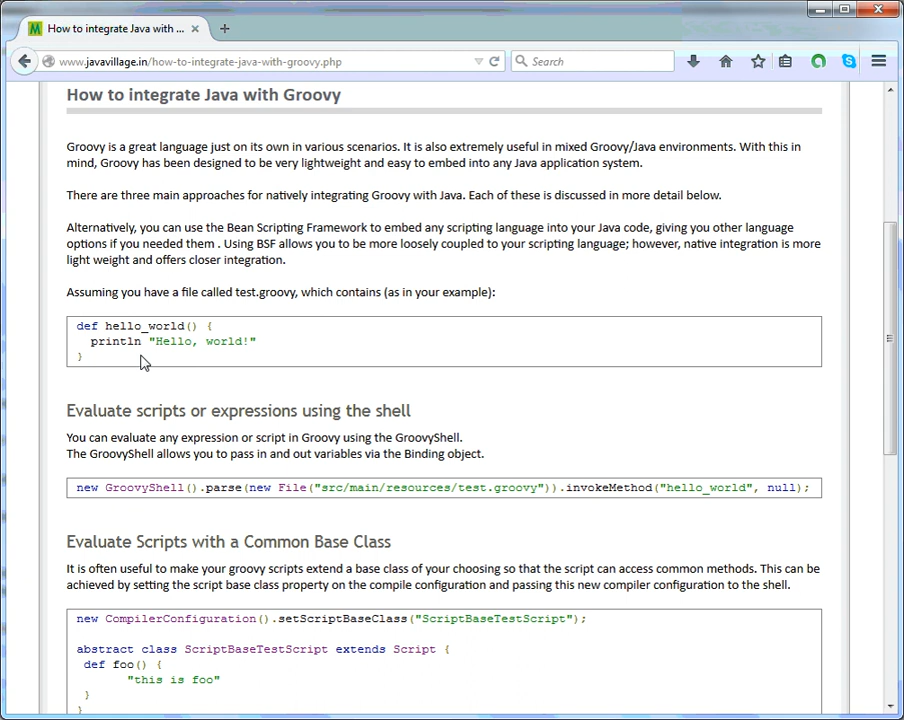 How to integrate Java with ...
www.javavillage.in/how-to-integrate-java-with-groovy.php
Search
How to integrate Java with Groovy
Groovy is a great language just on its own in various scenarios. It is also extremely useful in mixed Groovy/Java environments. With this in
mind, Groovy has been designed to be very lightweight and easy to embed into any Java application system.
There are three main approaches for natively integrating Groovy with Java. Each of these is discussed in more detail below.
Alternatively, you can use the Bean Scripting Framework to embed any scripting language into your Java code, giving you other language
options if you needed them . Using BSF allows you to be more loosely coupled to your scripting language; however, native integration is more
light weight and offers closer integration.
Assuming you have a file called test.groovy, which contains (as in your example):
def hello_world() {
println "Hello, world!"
}
Evaluate scripts or expressions using the shell
You can evaluate any expression or script in Groovy using the GroovyShell.
The GroovyShell allows you to pass in and out variables via the Binding object.
new GroovyShell().parse(new File("src/main/resources/test.groovy")).invokeMethod("hello_world", null);
Evaluate Scripts with a Common Base Class
It is often useful to make your groovy scripts extend a base class of your choosing so that the script can access common methods. This can be
achieved by setting the script base class property on the compile configuration and passing this new compiler configuration to the shell.
new CompilerConfiguration().setScriptBaseClass("ScriptBaseTestScript");
abstract class ScriptBaseTestScript extends Script {
def foo() {
"this is foo"
}
}